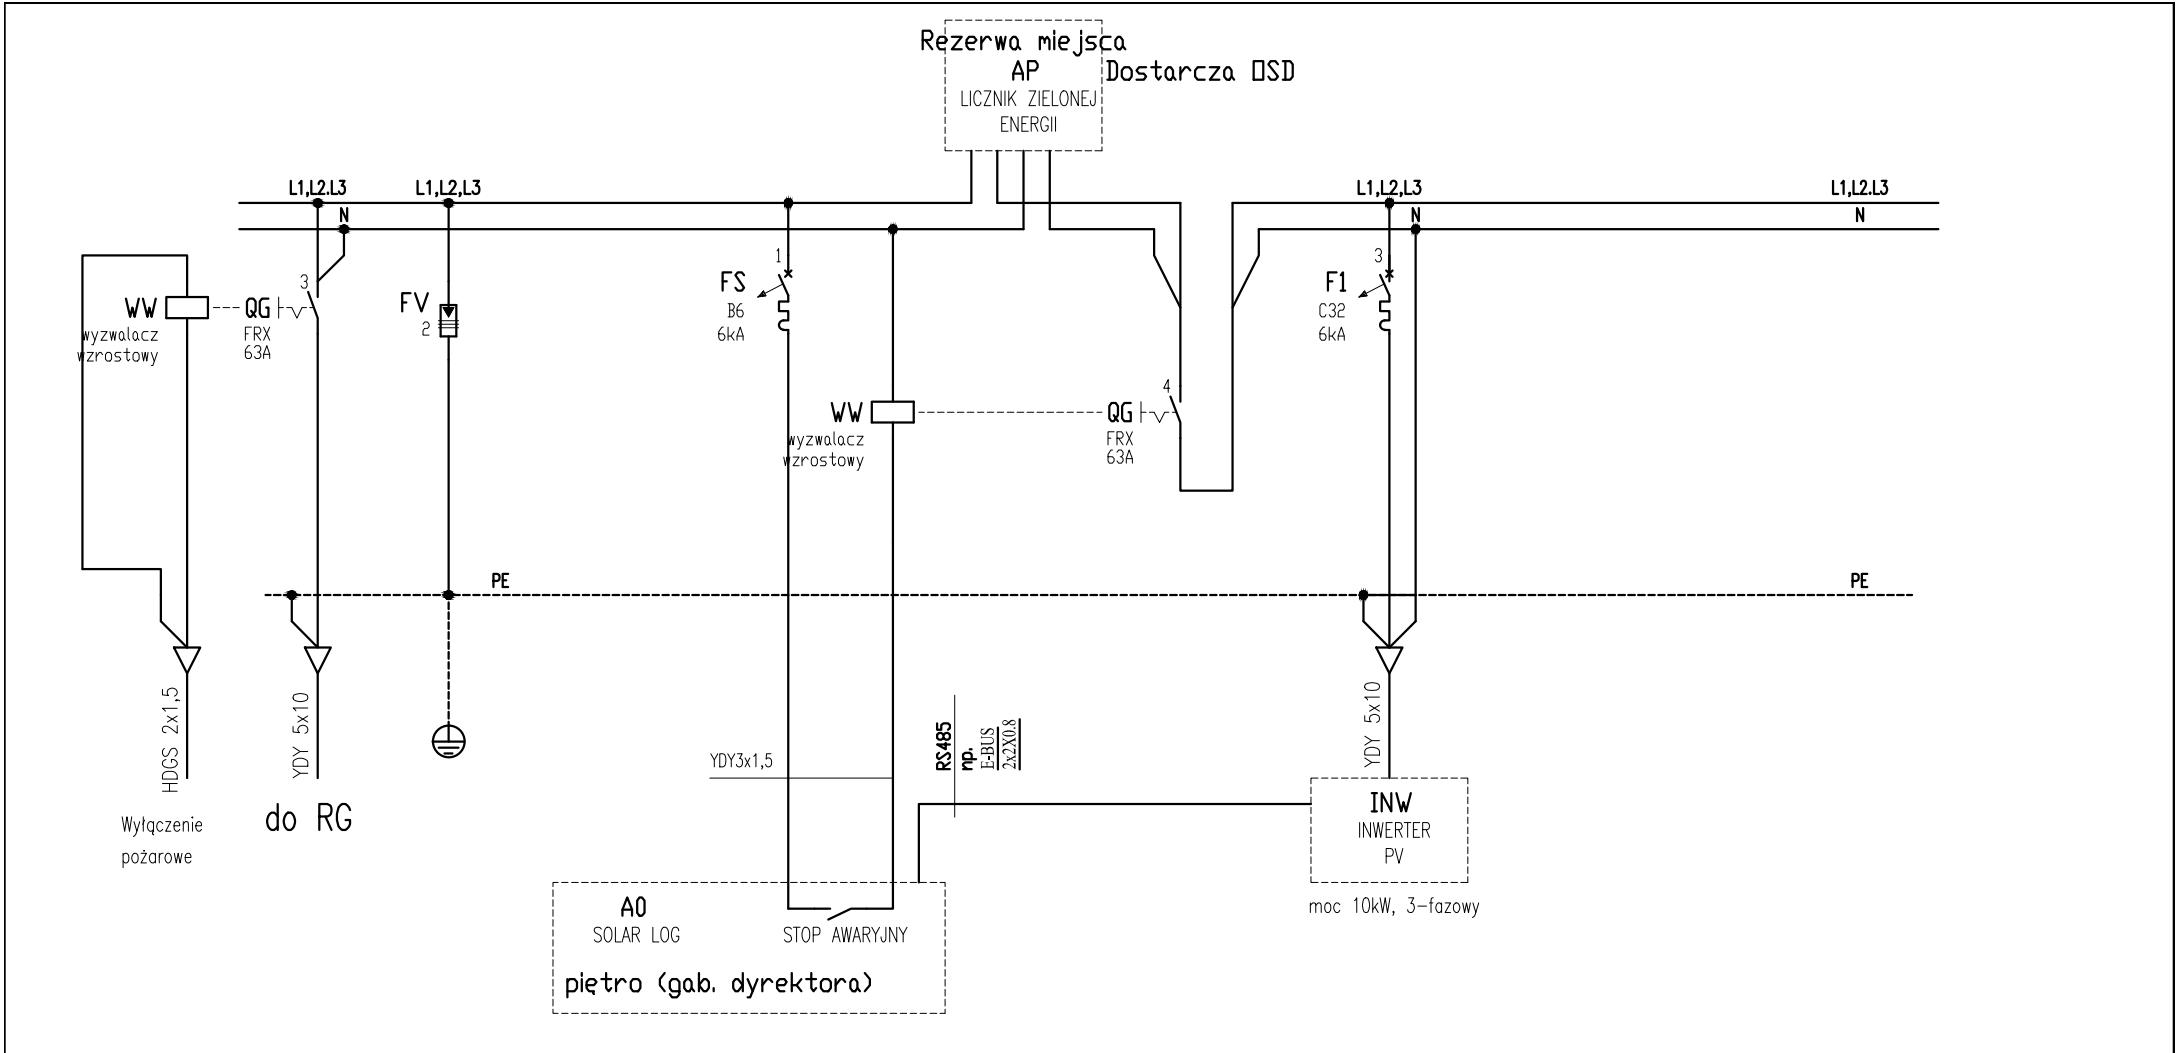 Rezerwa miejsca
AP
Dostarcza OSD
LICZNIK ZIELONEJ
ENERGII
L1,L2.L3
L1,L2,L3
L1,L2,L3
L1,L2.L3
N
N
N
3
WW
QG
wyzwalacz
wzrostowy
FRX
63A
FV
2
1
FS
B6
6kA
3
F1
C32
6kA
4
WW
QG
wyzwalacz
wzrostowy
FRX
63A
PE
PE
HDGS 2x1,5
YDY 5x10
YDY3x1,5
RS485
np.
E-BUS
2x2X0.8
YDY 5x10
Wyłączenie
pożarowe
do RG
INW
INWERTER
PV
moc 10kW, 3-fazowy
A0
SOLAR LOG
STOP AWARYJNY
piętro (gab. dyrektora)